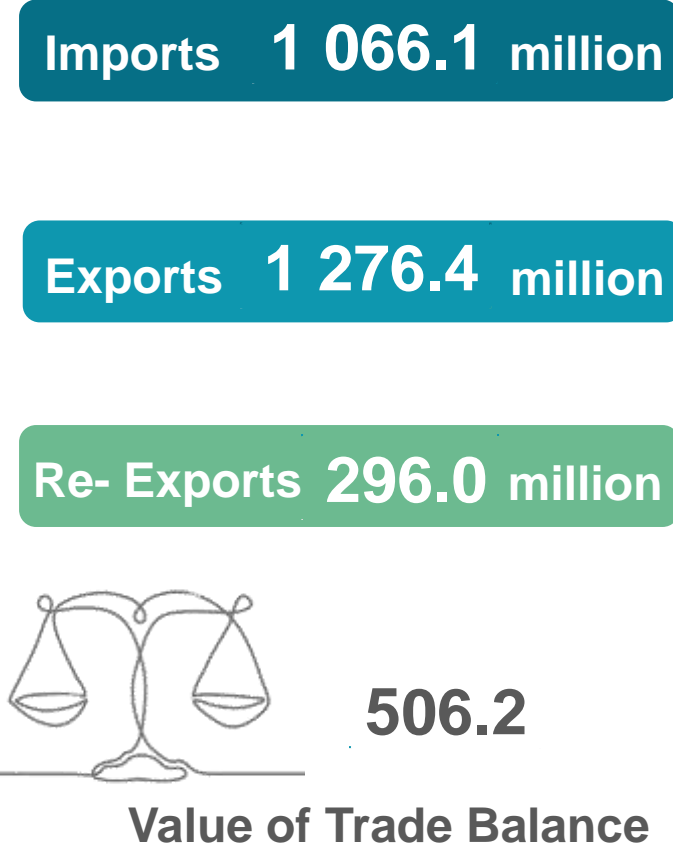 Imports 1 066.1 million
Exports 1 276.4 million
Re- Exports 296.0 million
506.2
Value of Trade Balance